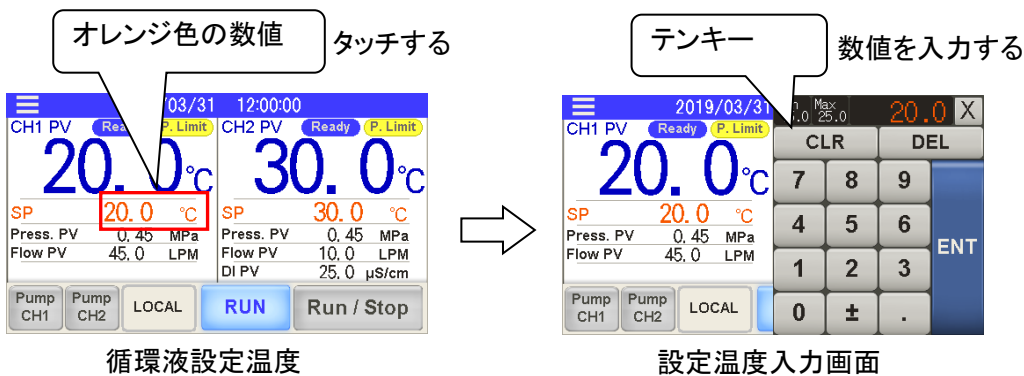 オレンジ色の数値
タッチする
/03/31 12:00:00
CH1 PV Ready P. Limit
20.0℃
SP 20.0 ℃
Press. PV 0.45 MPa
Flow PV 45.0 LPM
CH2 PV Ready P. Limit
30.0℃
SP 30.0 ℃
Press. PV 0.45 MPa
Flow PV 10.0 LPM
DI PV 25.0 µS/cm
Pump CH1
Pump CH2
LOCAL
RUN
Run / Stop
循環液設定温度
テンキー
数値を入力する
2019/03/31
CH1 PV Ready P. Limit
20.0℃
SP 20.0 ℃
Press. PV 0.45 MPa
Flow PV 45.0 LPM
Pump CH1
Pump CH2
LOCAL
Max
25.0
20.0 X
CLR DEL
7 8 9
4 5 6
ENT
1 2 3
0 ± .
設定温度入力画面